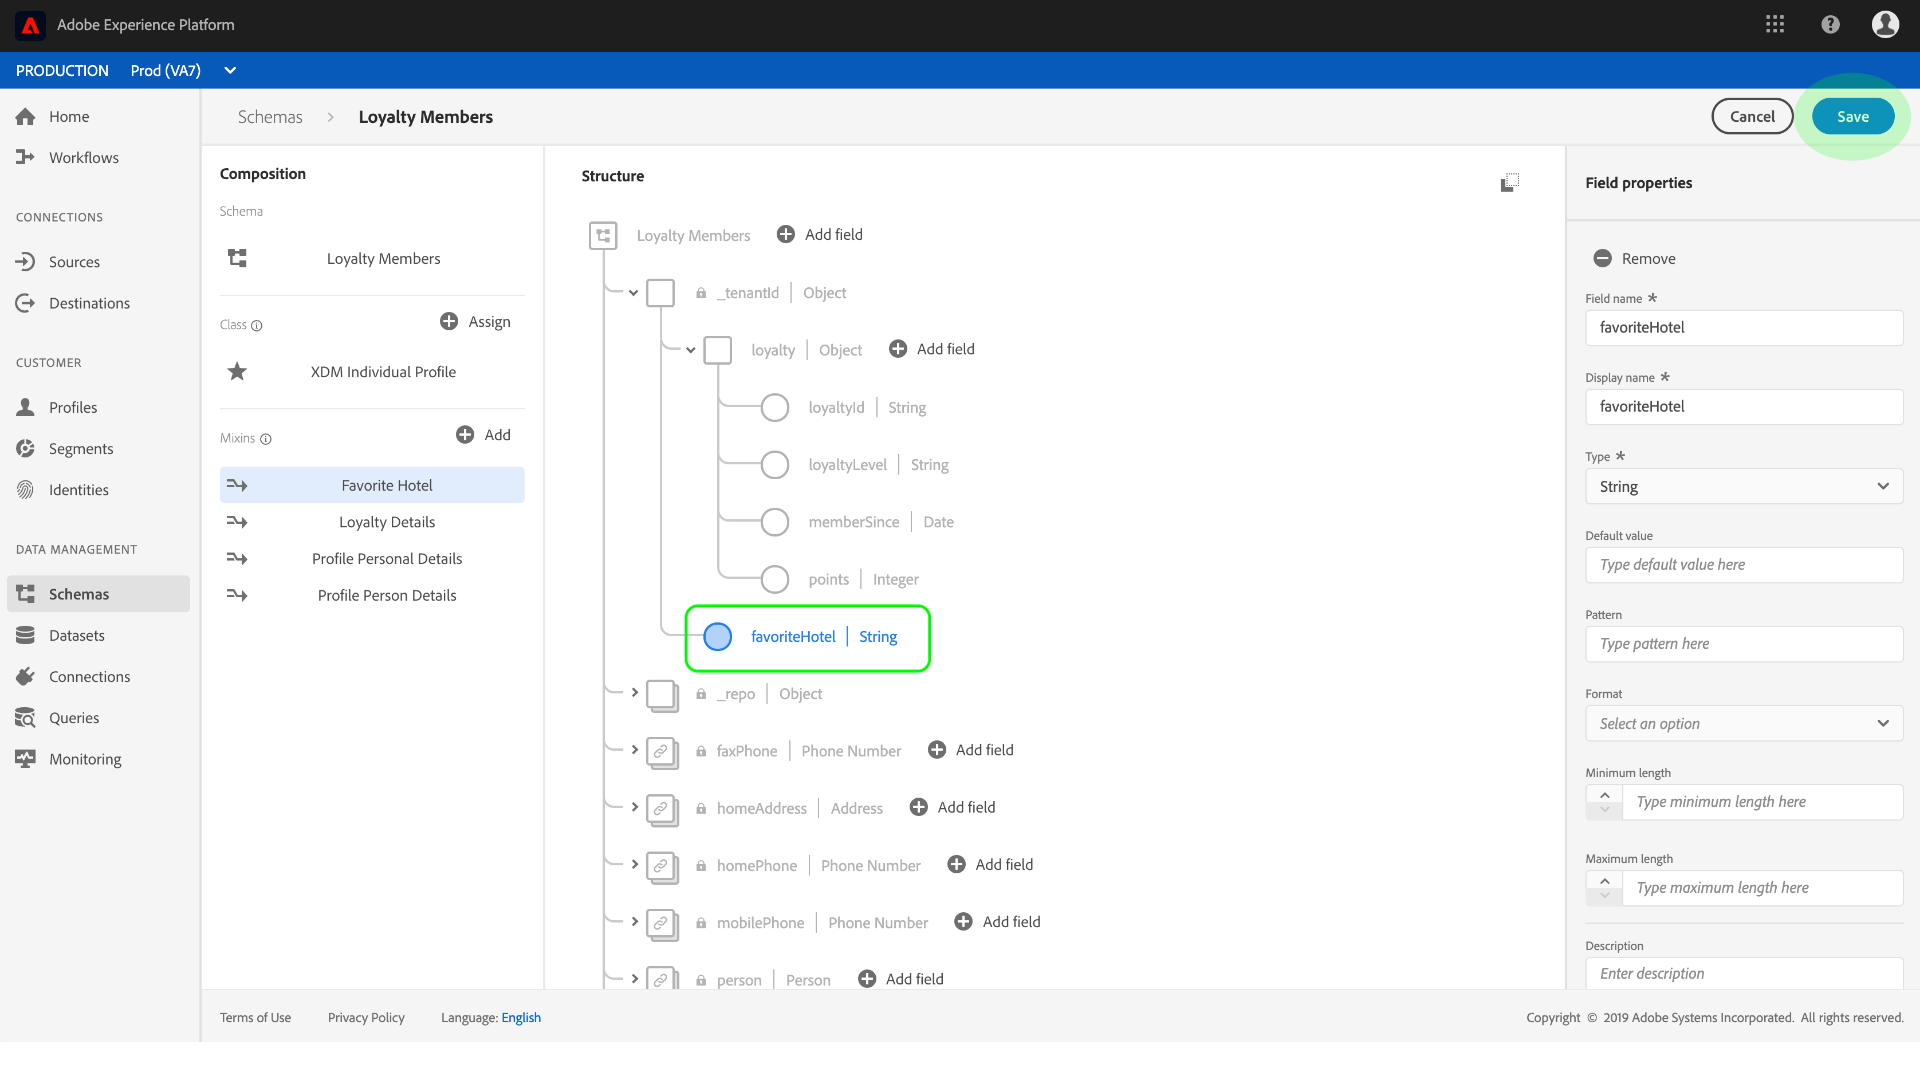 Adobe Experience Platform
PRODUCTION Prod (VA7)
Home
Workflows
CONNECTIONS
Sources
Destinations
CUSTOMER
Profiles
Segments
Identities
DATA MANAGEMENT
Schemas
Datasets
Connections
Queries
Monitoring
Schemas > Loyalty Members
Cancel
Save
Composition
Schema
Loyalty Members
Class
Assign
XDM Individual Profile
Mixins
Add
Favorite Hotel
Loyalty Details
Profile Personal Details
Profile Person Details
Structure
Loyalty Members Add field
_tenantId | Object
loyalty | Object Add field
loyaltyId | String
loyaltyLevel | String
memberSince | Date
points | Integer
favoriteHotel | String
_repo | Object
faxPhone | Phone Number Add field
homeAddress | Address Add field
homePhone | Phone Number Add field
mobilePhone | Phone Number Add field
person | Person Add field
Field properties
Remove
Field name *
favoriteHotel
Display name *
favoriteHotel
Type *
String
Default value
Type default value here
Pattern
Type pattern here
Format
Select an option
Minimum length
Type minimum length here
Maximum length
Type maximum length here
Description
Enter description
Terms of Use Privacy Policy Language: English
Copyright © 2019 Adobe Systems Incorporated. All rights reserved.